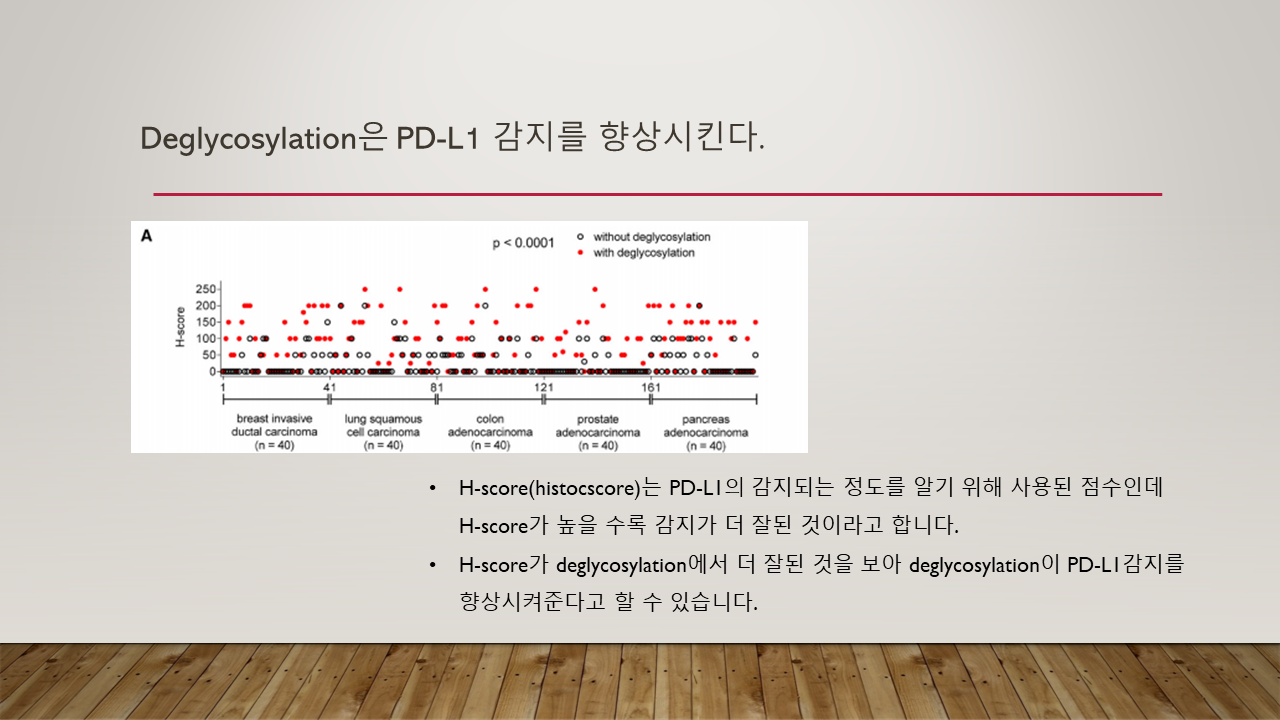 Deglycosylation은 PD-L1 감지를 향상시킨다.
A
p < 0.0001
without deglycosylation
with deglycosylation
H-score
250
200
150
100
50
0
1 41 81 121 161
breast invasive ductal carcinoma (n = 40)
lung squamous cell carcinoma (n = 40)
colon adenocarcinoma (n = 40)
prostate adenocarcinoma (n = 40)
pancreas adenocarcinoma (n = 40)
• H-score(histocscore)는 PD-L1의 감지되는 정도를 알기 위해 사용된 점수인데
H-score가 높을 수록 감지가 더 잘된 것이라고 합니다.
• H-score가 deglycosylation에서 더 잘된 것을 보아 deglycosylation이 PD-L1감지를
향상시켜준다고 할 수 있습니다.